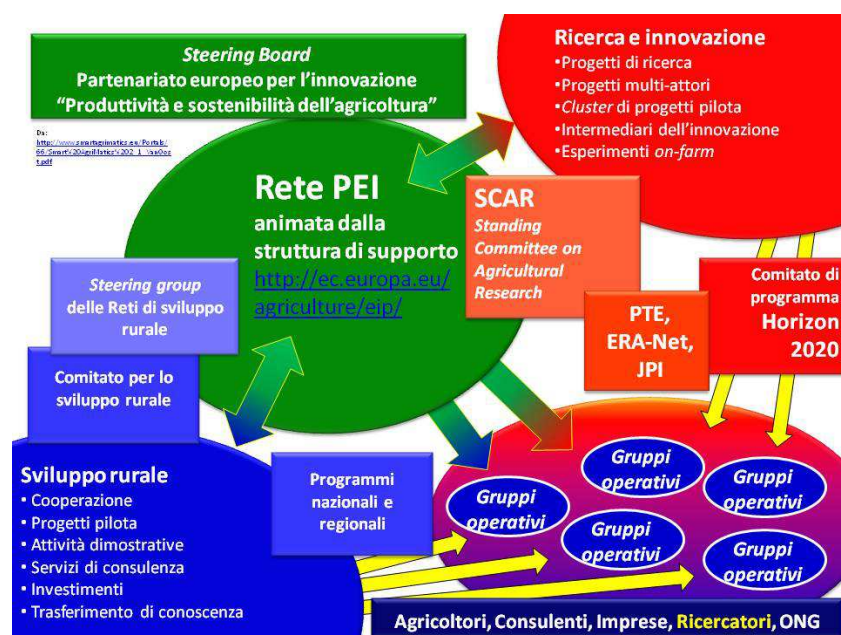 Steering Board
Partenariato europeo per l'innovazione
"Produttività e sostenibilità dell'agricoltura"
Ricerca e innovazione
•Progetti di ricerca
•Progetti multi-attori
•Cluster di progetti pilota
•Intermediari dell'innovazione
•Esperimenti on-farm
Da:
Rete PEI
animata dalla
struttura di supporto
http://ec.europa.eu/
agriculture/eip/
SCAR
Standing
Committee on
Agricultural
Research
Steering group
delle Reti di sviluppo
rurale
Comitato di
programma
Horizon
2020
PTE,
ERA-Net,
JPI
Comitato per lo
sviluppo rurale
Sviluppo rurale
• Cooperazione
• Progetti pilota
• Attività dimostrative
• Servizi di consulenza
• Investimenti
• Trasferimento di conoscenza
Programmi
nazionali e
regionali
Gruppi
operativi
Gruppi
operativi
Gruppi
operativi
Gruppi
operativi
Gruppi
operativi
Agricoltori, Consulenti, Imprese, Ricercatori, ONG